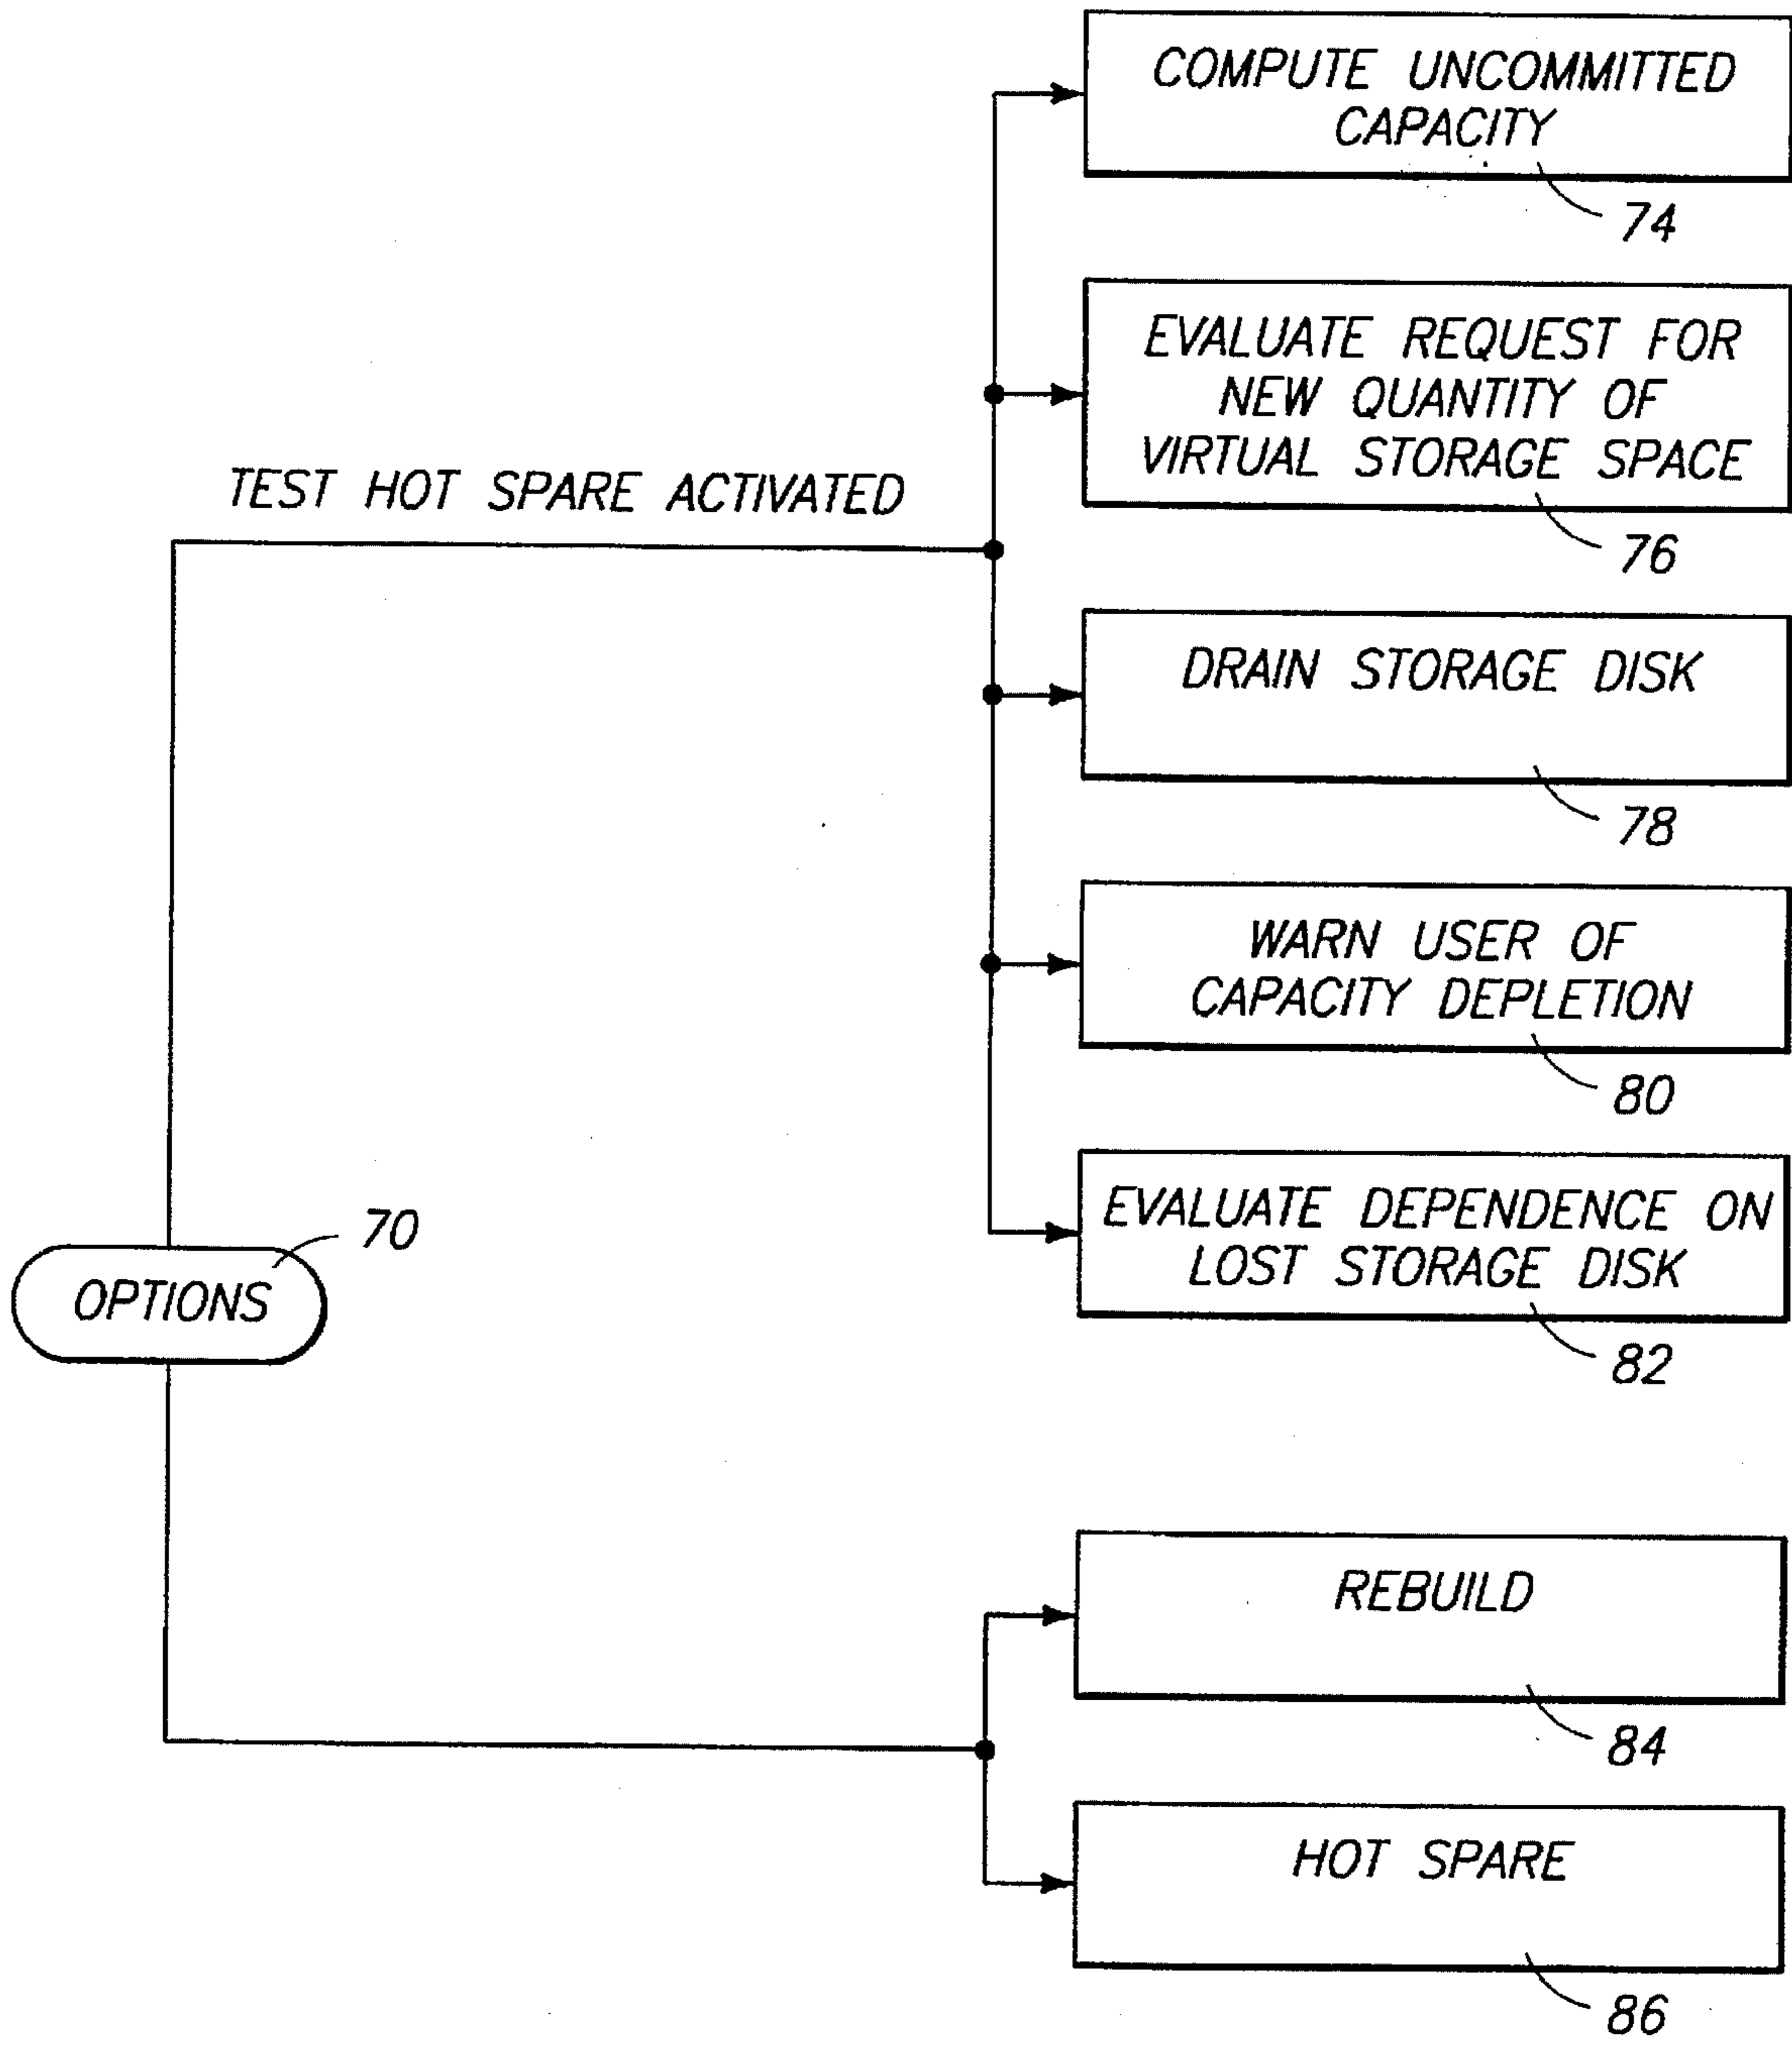 COMPUTE UNCOMMITTED
CAPACITY
74
EVALUATE REQUEST FOR
NEW QUANTITY OF
VIRTUAL STORAGE SPACE
76
TEST HOT SPARE ACTIVATED
DRAIN STORAGE DISK
78
WARN USER OF
CAPACITY DEPLETION
80
EVALUATE DEPENDENCE ON
LOST STORAGE DISK
82
70
OPTIONS
REBUILD
84
HOT SPARE
86